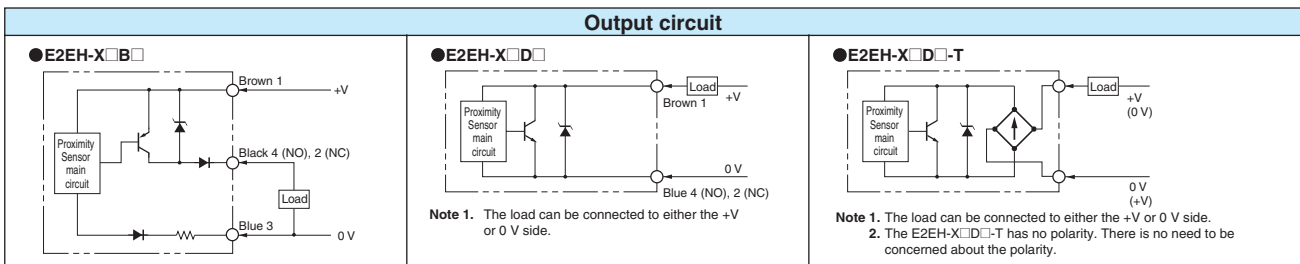 Output circuit
●E2EH-X□B□
Brown 1
+V
Proximity
Sensor
main
circuit
Black 4 (NO), 2 (NC)
Load
Blue 3
0 V
●E2EH-X□D□
Load
+V
Brown 1
Proximity
Sensor
main
circuit
0 V
Blue 4 (NO), 2 (NC)
Note 1. The load can be connected to either the +V
or 0 V side.
●E2EH-X□D□-T
Load
+V
(0 V)
Proximity
Sensor
main
circuit
0 V
(+V)
Note 1. The load can be connected to either the +V or 0 V side.
2. The E2EH-X□D□-T has no polarity. There is no need to be
concerned about the polarity.